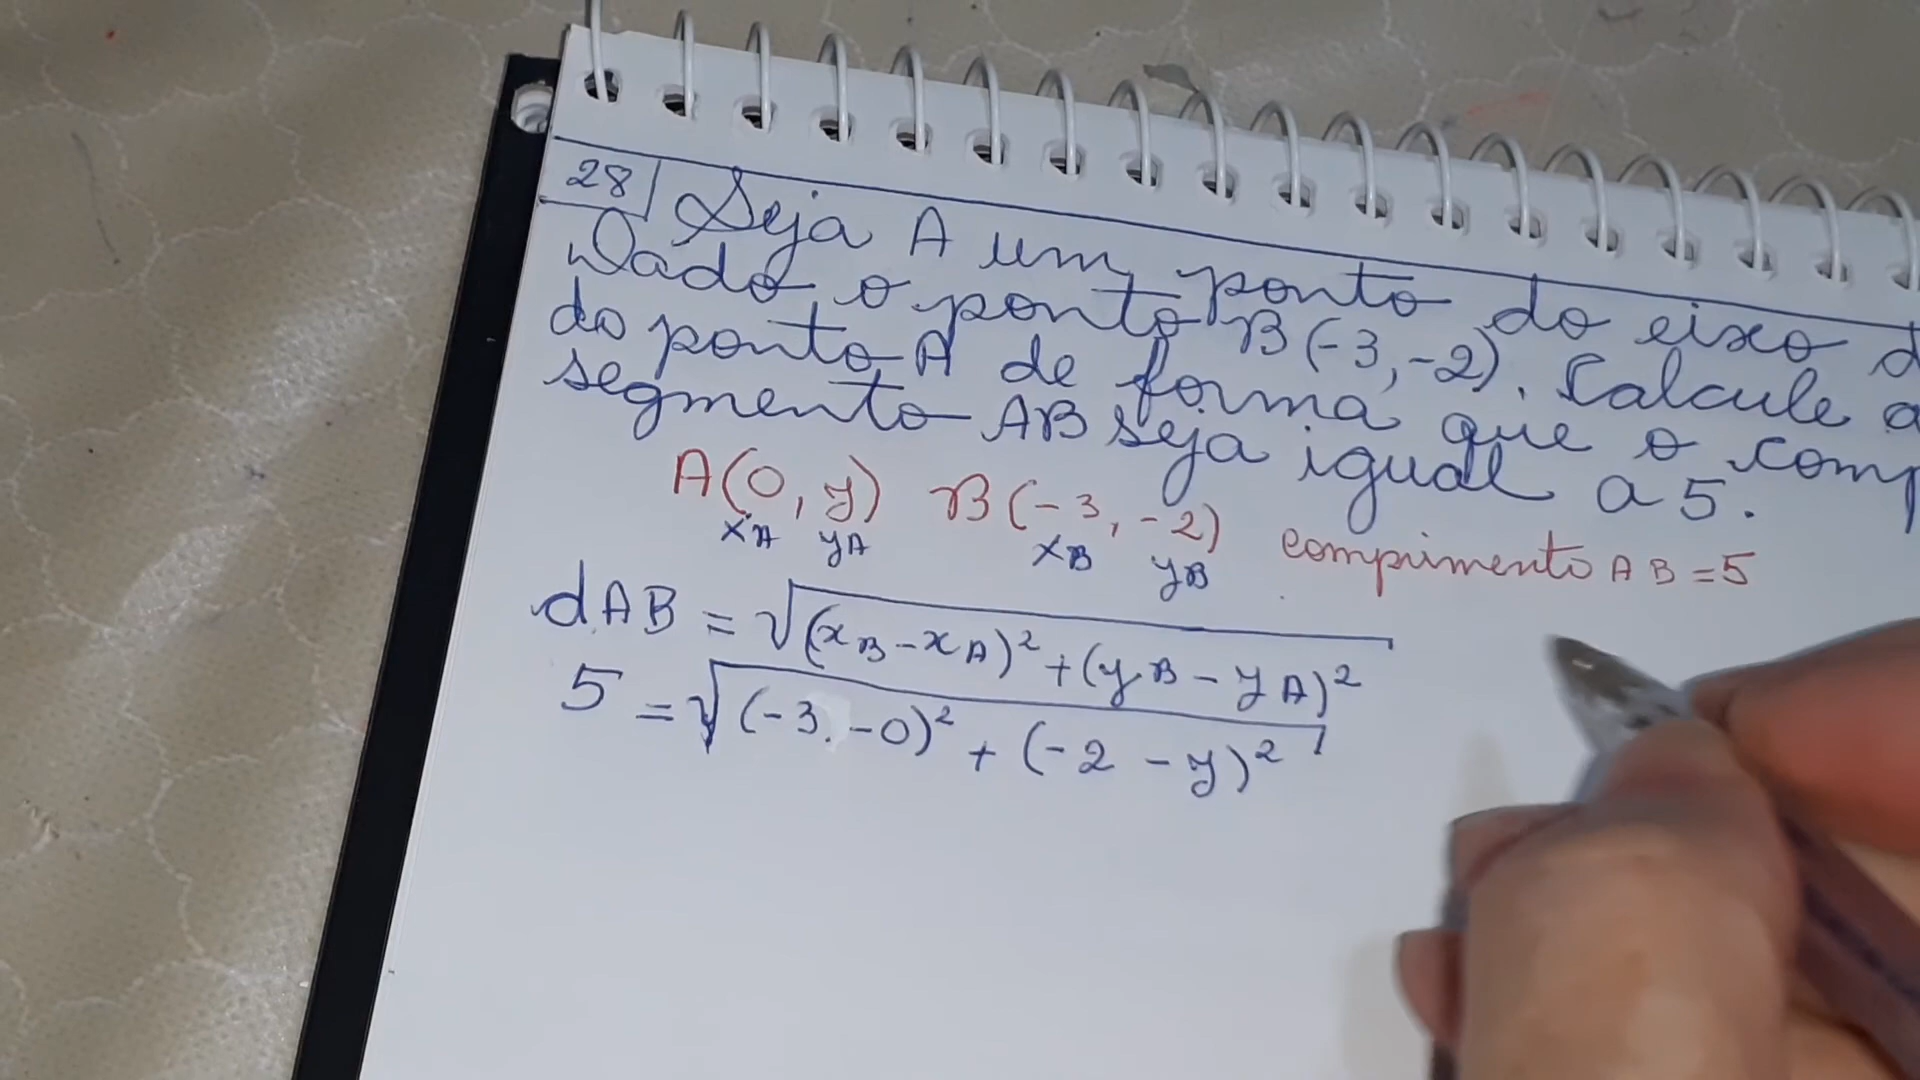 28 Seja A um ponto do eixo d
Dado o ponto B(-3,-2). Calcule a
do ponto A de forma que o comp
segmento AB seja igual a 5.
A(0, y) B(-3, -2) comprimento AB = 5
xA yA xB yB
dAB = √(xB - xA)² + (yB - yA)²
5 = √(-3 - 0)² + (-2 - y)²